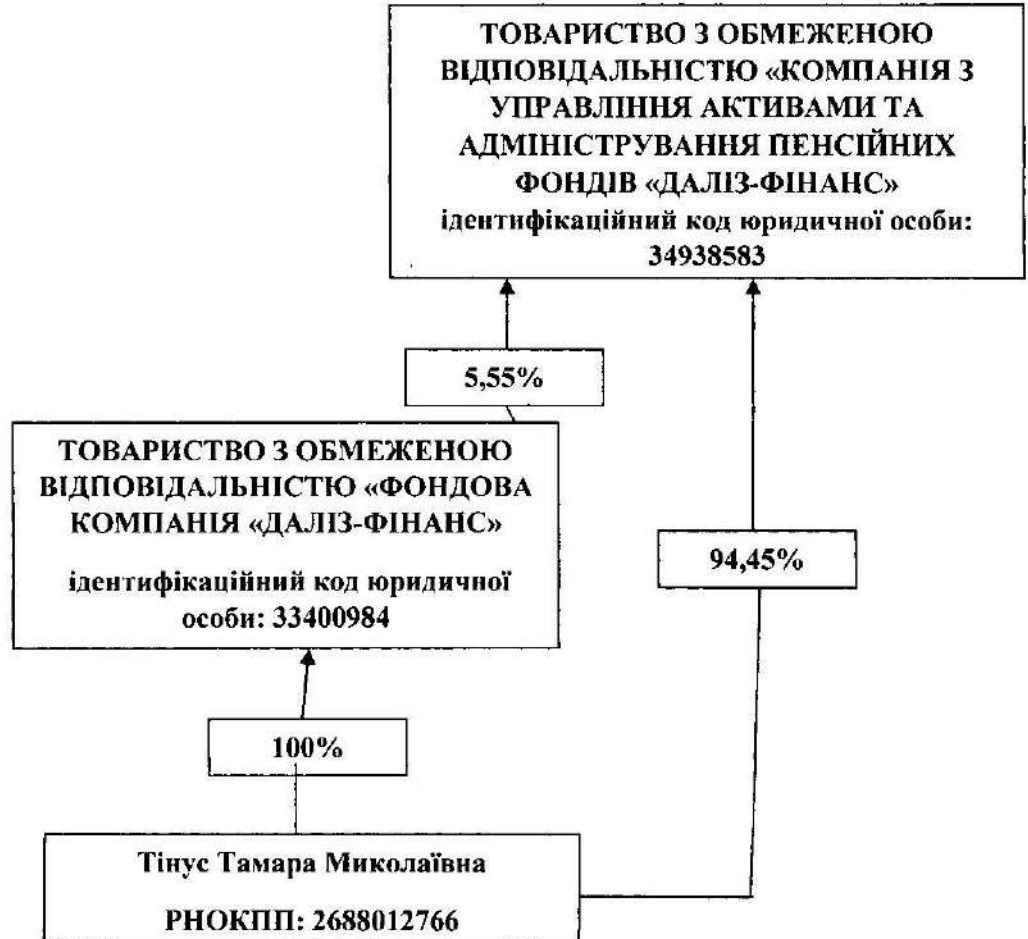 ТОВАРИСТВО З ОБМЕЖЕНОЮ
ВІДПОВІДАЛЬНІСТЮ «КОМПАНІЯ З
УПРАВЛІННЯ АКТИВАМИ ТА
АДМІНІСТРУВАННЯ ПЕНСІЙНИХ
ФОНДІВ «ДАЛІЗ-ФІНАНС»
ідентифікаційний код юридичної особи:
34938583
5,55%
ТОВАРИСТВО З ОБМЕЖЕНОЮ
ВІДПОВІДАЛЬНІСТЮ «ФОНДОВА
КОМПАНІЯ «ДАЛІЗ-ФІНАНС»
ідентифікаційний код юридичної
особи: 33400984
94,45%
100%
Тінус Тамара Миколаївна
РНОКПП: 2688012766